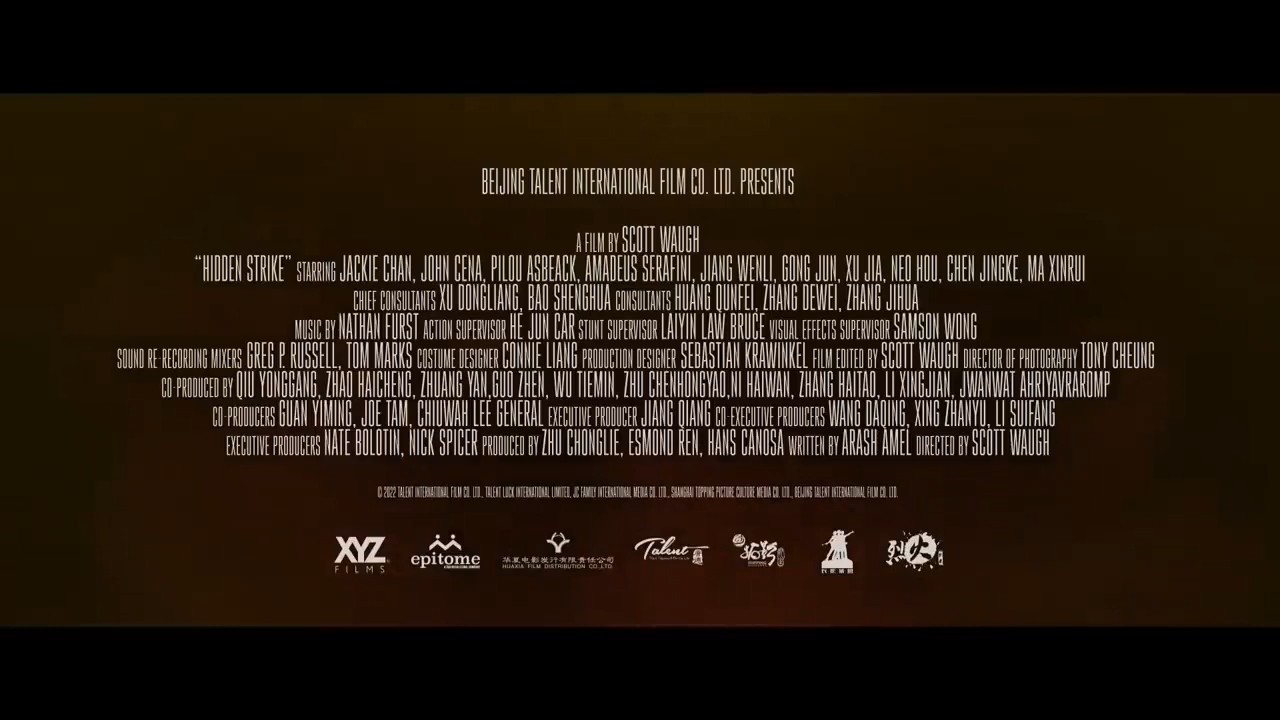 BEIJING TALENT INTERNATIONAL FILM CO. LTD. PRESENTS
A FILM BY SCOTT WAUGH
“HIDDEN STRIKE” STARRING JACKIE CHAN, JOHN CENA, PILOU ASBEACK, AMADEUS SERAFINI, JIANG WENLI, GONG JUN, XU JIA, NEO HOU, CHEN JINGKE, MA XINRUI
CHIEF CONSULTANTS XU DONGLIANG, BAO SHENGHUA CONSULTANTS HUANG QUNFEI, ZHANG DEWEI, ZHANG JIHUA
MUSIC BY NATHAN FURST ACTION SUPERVISOR HE JUN CAR STUNT SUPERVISOR LAIYIN LAW BRUCE VISUAL EFFECTS SUPERVISOR SAMSON WONG
SOUND RE-RECORDING MIXERS GREG P. RUSSELL, TOM MARKS COSTUME DESIGNER CONNIE LIANG PRODUCTION DESIGNER SEBASTIAN KRAWINKEL FILM EDITED BY SCOTT WAUGH DIRECTOR OF PHOTOGRAPHY TONY CHEUNG
CO-PRODUCED BY QIU YONGGANG, ZHAO HAICHENG, ZHUANG YAN,GUO ZHEN, WU TIEMIN, ZHU CHENHONGYAO,NI HAIWAN, ZHANG HAITAO, LI XINGJIAN, JWANWAT AHRIYAVRAROMP
CO-PRODUCERS GUAN YIMING, JOE TAM, CHIUWAH LEE GENERAL EXECUTIVE PRODUCER JIANG QIANG CO-EXECUTIVE PRODUCERS WANG DAQING, XING ZHANYU, LI SUIFANG
EXECUTIVE PRODUCERS NATE BOLOTIN, NICK SPICER PRODUCED BY ZHU CHONGLIE, ESMOND REN, HANS CANOSA WRITTEN BY ARASH AMEL DIRECTED BY SCOTT WAUGH
© 2022 TALENT INTERNATIONAL FILM CO. LTD., TALENT LUCK INTERNATIONAL LIMITED, JC FAMILY INTERNATIONAL MEDIA CO. LTD., SHANGHAI TOPPING PICTURE CULTURE MEDIA CO. LTD., BEIJING TALENT INTERNATIONAL FILM CO. LTD.
XYZ FILMS
epitome
华夏电影发行有限责任公司
HUAXIA FILM DISTRIBUTION CO.,LTD.
Talent
烈火